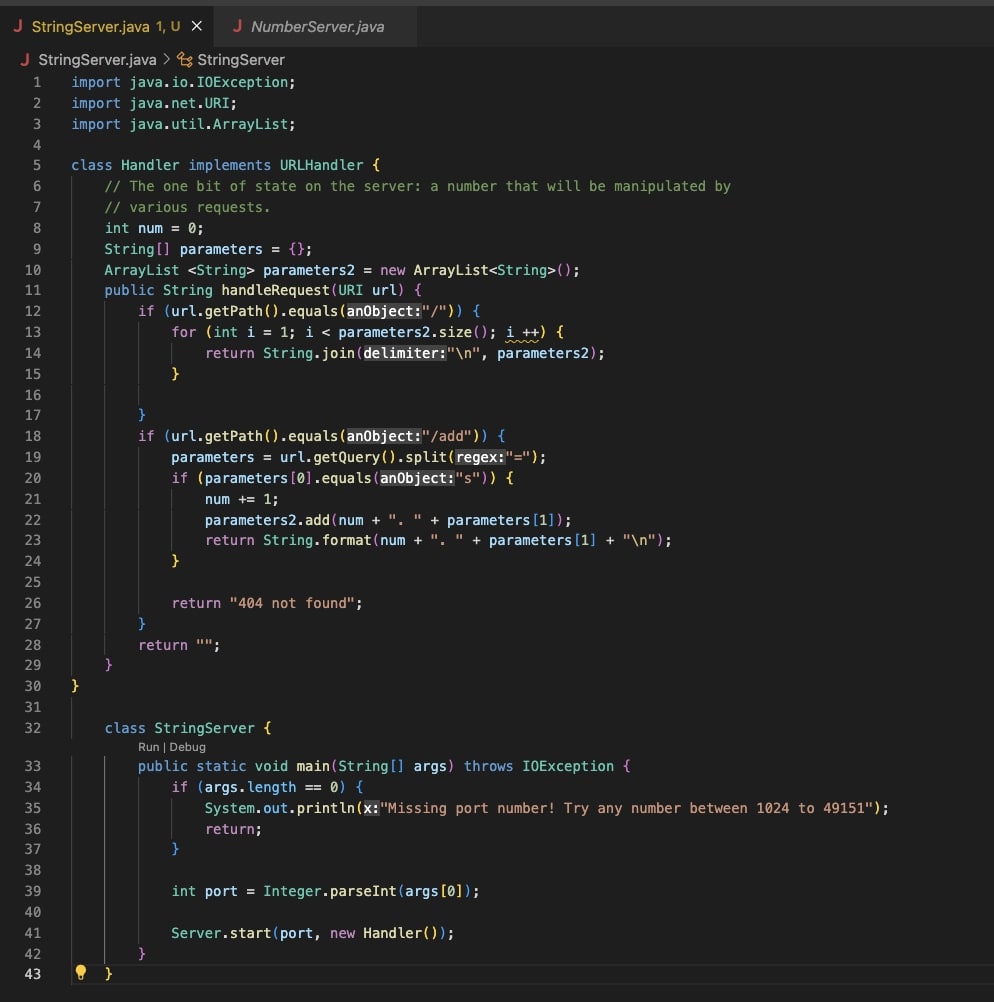 J StringServer.java 1, U × J NumberServer.java
J StringServer.java > StringServer
1 import java.io.IOException;
2 import java.net.URI;
3 import java.util.ArrayList;
4
5 class Handler implements URLHandler {
6     // The one bit of state on the server: a number that will be manipulated by
7     // various requests.
8     int num = 0;
9     String[] parameters = {};
10     ArrayList <String> parameters2 = new ArrayList<String>();
11     public String handleRequest(URI url) {
12         if (url.getPath().equals(anObject:"/")) {
13             for (int i = 1; i < parameters2.size(); i ++) {
14                 return String.join(delimiter:"\n", parameters2);
15             }
16
17         }
18         if (url.getPath().equals(anObject:"/add")) {
19             parameters = url.getQuery().split(regex:"=");
20             if (parameters[0].equals(anObject:"s")) {
21                 num += 1;
22                 parameters2.add(num + ". " + parameters[1]);
23                 return String.format(num + ". " + parameters[1] + "\n");
24             }
25
26             return "404 not found";
27         }
28         return "";
29     }
30 }
31
32     class StringServer {
Run | Debug
33         public static void main(String[] args) throws IOException {
34             if (args.length == 0) {
35                 System.out.println(x:"Missing port number! Try any number between 1024 to 49151");
36                 return;
37             }
38
39             int port = Integer.parseInt(args[0]);
40
41             Server.start(port, new Handler());
42         }
43     }